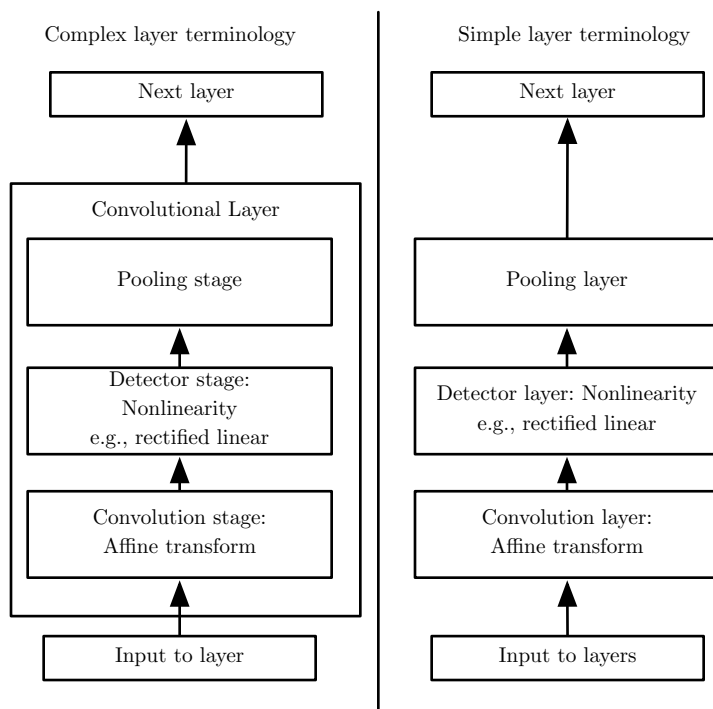 Complex layer terminology
Next layer
Convolutional Layer
Pooling stage
Detector stage:
Nonlinearity
e.g., rectified linear
Convolution stage:
Affine transform
Input to layer
Simple layer terminology
Next layer
Pooling layer
Detector layer: Nonlinearity
e.g., rectified linear
Convolution layer:
Affine transform
Input to layers